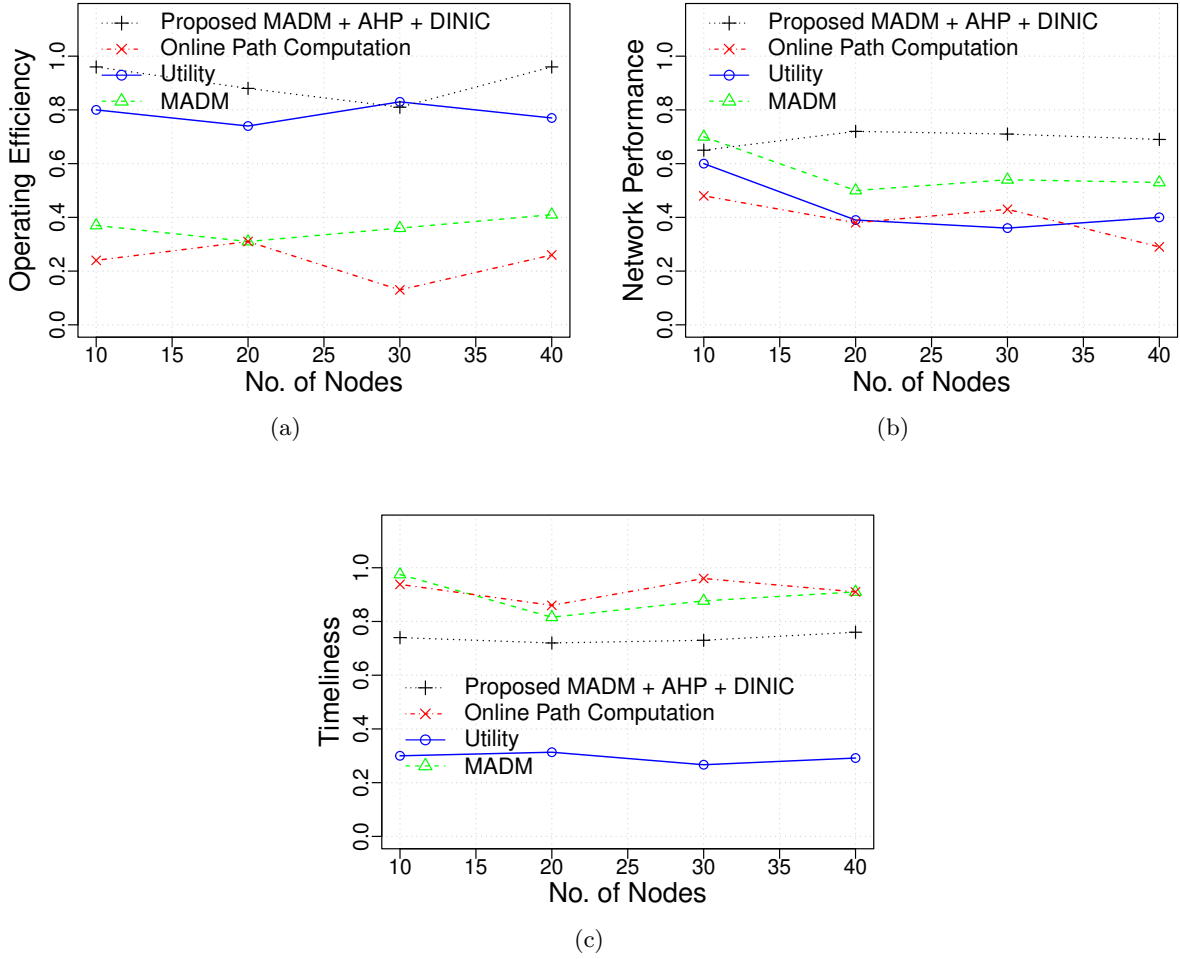 Proposed MADM + AHP + DINIC
Online Path Computation
Utility
MADM
Operating Efficiency
0.0 0.2 0.4 0.6 0.8 1.0
10 15 20 25 30 35 40
No. of Nodes
(a)
Proposed MADM + AHP + DINIC
Online Path Computation
Utility
MADM
Network Performance
0.0 0.2 0.4 0.6 0.8 1.0
10 15 20 25 30 35 40
No. of Nodes
(b)
Timeliness
0.0 0.2 0.4 0.6 0.8 1.0
Proposed MADM + AHP + DINIC
Online Path Computation
Utility
MADM
10 15 20 25 30 35 40
No. of Nodes
(c)